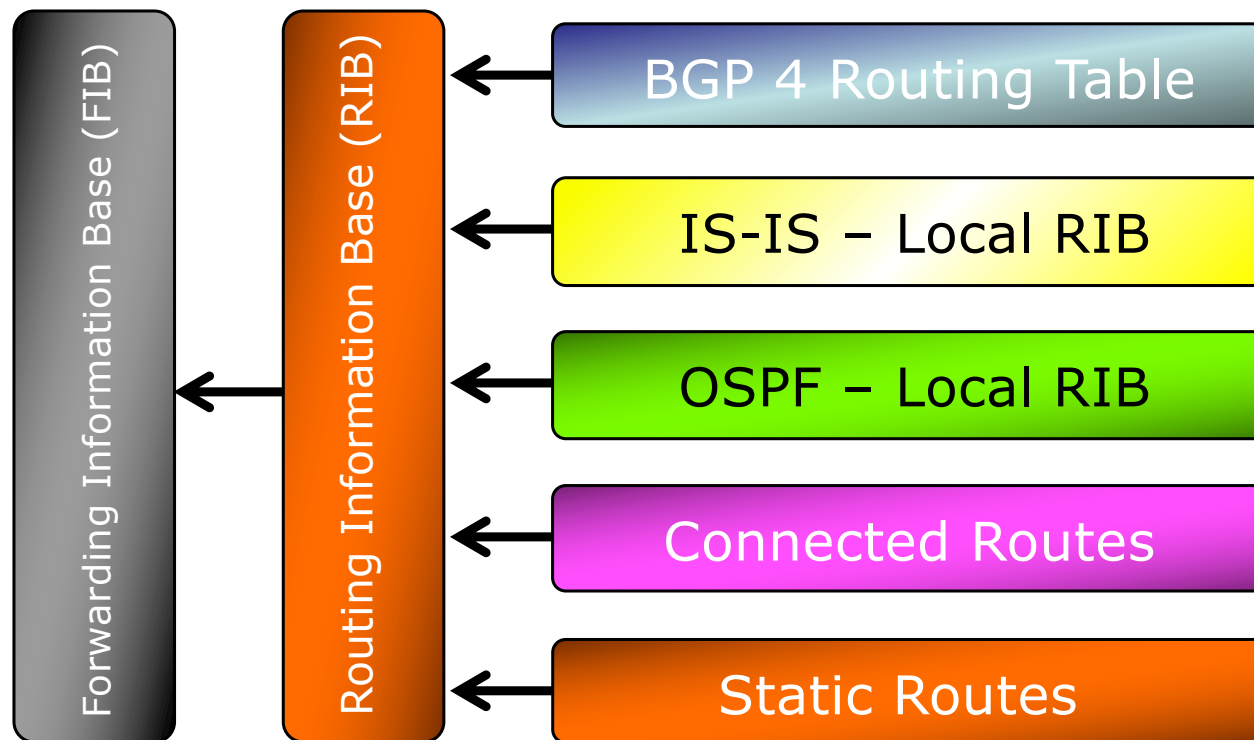 Forwarding Information Base (FIB)
Routing Information Base (RIB)
BGP 4 Routing Table
IS-IS – Local RIB
OSPF – Local RIB
Connected Routes
Static Routes